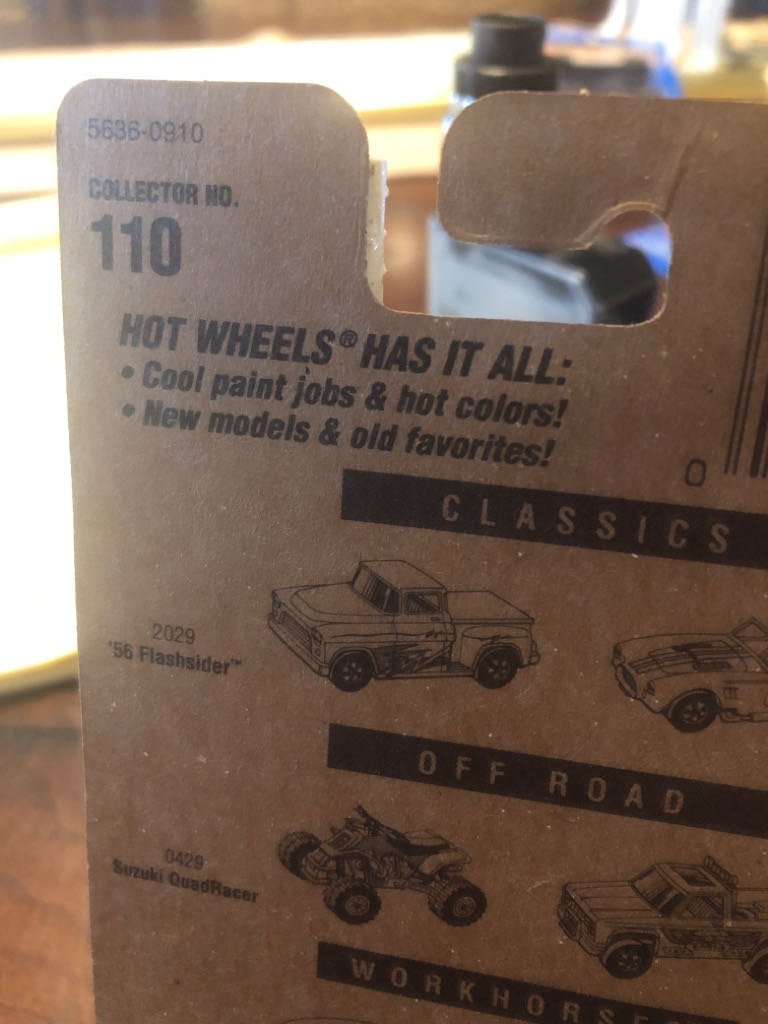 5636-0910
COLLECTOR NO.
110
HOT WHEELS® HAS IT ALL:
• Cool paint jobs & hot colors!
• New models & old favorites!
0
CLASSICS
2029
'56 Flashsider™
OFF ROAD
0429
Suzuki QuadRacer
WORKHORSE